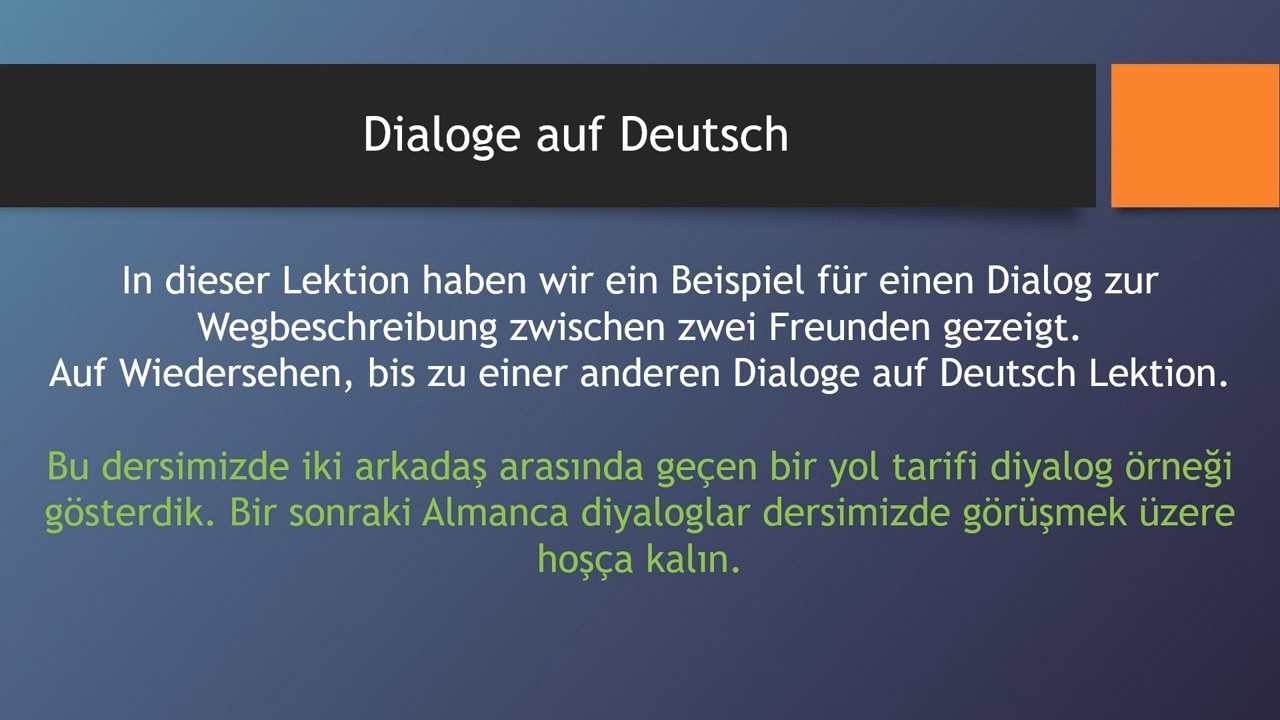 Dialoge auf Deutsch
In dieser Lektion haben wir ein Beispiel für einen Dialog zur
Wegbeschreibung zwischen zwei Freunden gezeigt.
Auf Wiedersehen, bis zu einer anderen Dialoge auf Deutsch Lektion.
Bu dersimizde iki arkadaş arasında geçen bir yol tarifi diyalog örneği
gösterdik. Bir sonraki Almanca diyaloglar dersimizde görüşmek üzere
hoşça kalın.